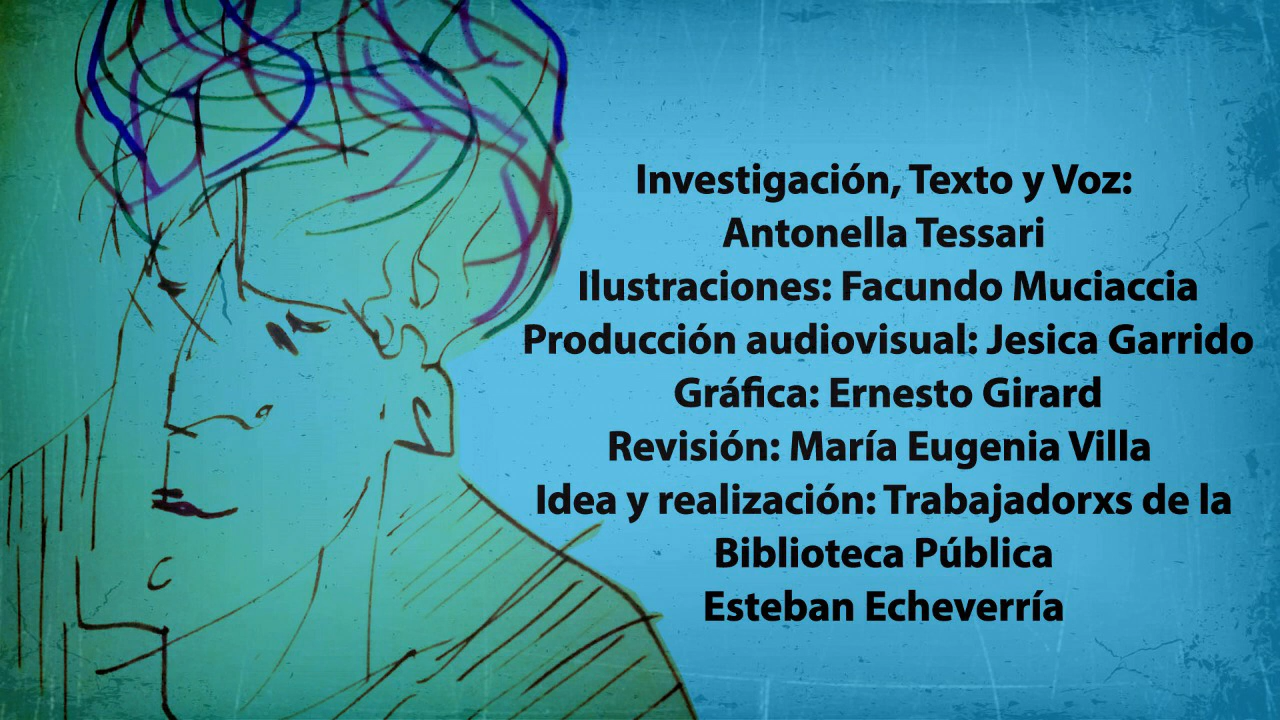 Investigación, Texto y Voz:
Antonella Tessari
Ilustraciones: Facundo Muciaccia
Producción audiovisual: Jesica Garrido
Gráfica: Ernesto Girard
Revisión: María Eugenia Villa
Idea y realización: Trabajadorxs de la
Biblioteca Pública
Esteban Echeverría